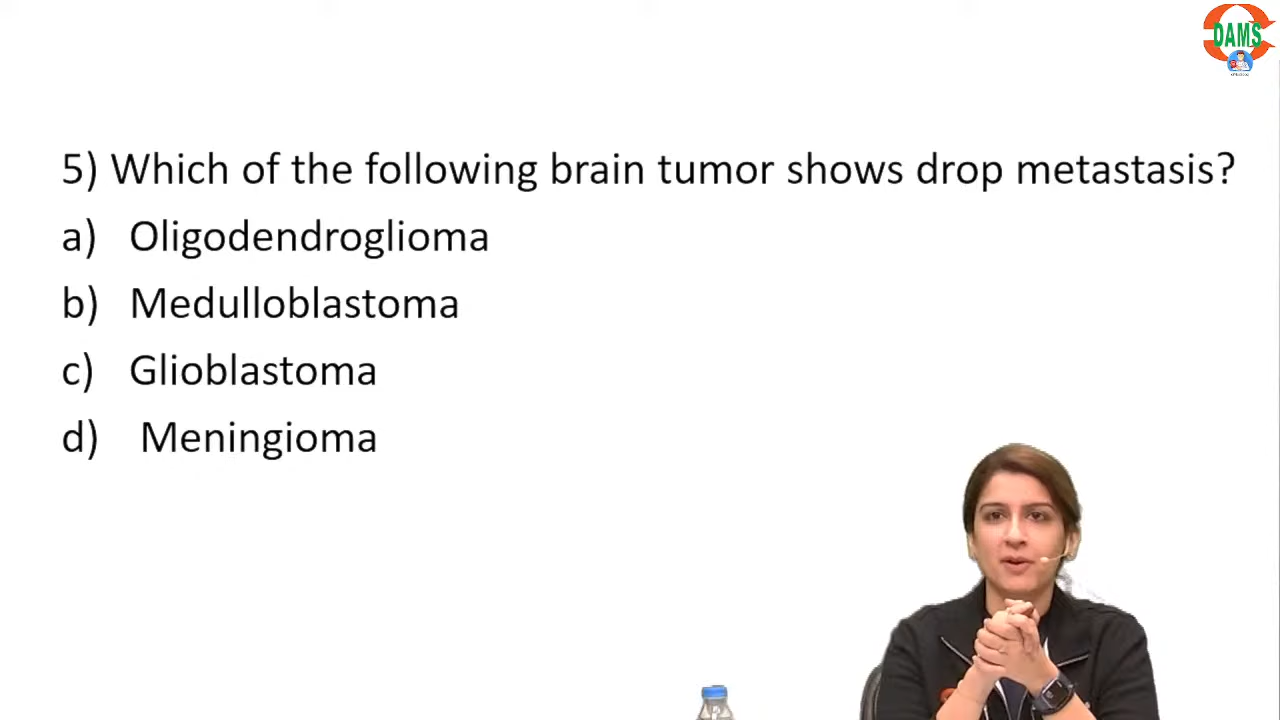 DAMS
5) Which of the following brain tumor shows drop metastasis?
a) Oligodendroglioma
b) Medulloblastoma
c) Glioblastoma
d) Meningioma